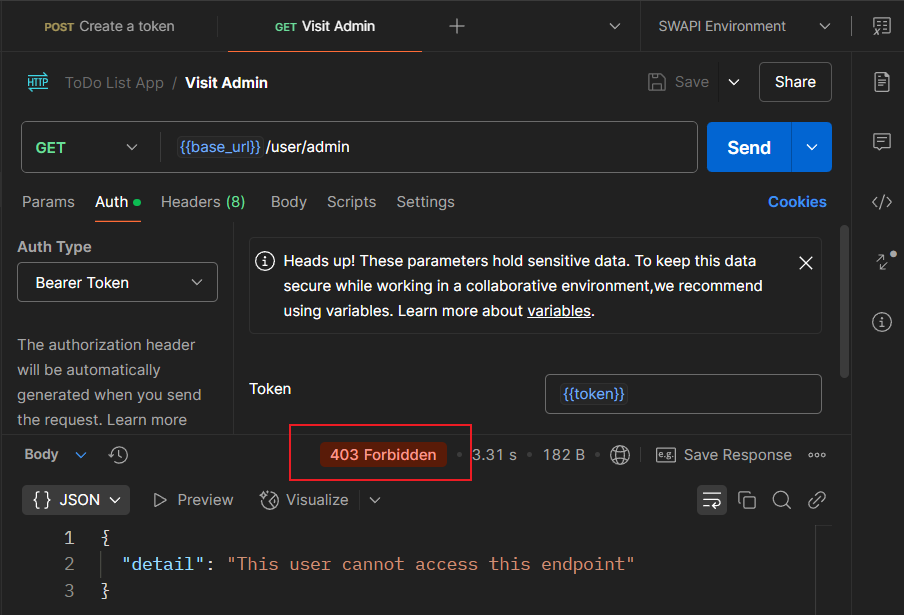 POST Create a token
GET Visit Admin
SWAPI Environment
HTTP ToDo List App / Visit Admin
Save
Share
GET
{{base_url}} /user/admin
Send
Params Auth Headers (8) Body Scripts Settings
Cookies
Auth Type
Bearer Token
The authorization header
will be automatically
generated when you send
the request. Learn more
Heads up! These parameters hold sensitive data. To keep this data
secure while working in a collaborative environment,we recommend
using variables. Learn more about variables.
Token
{{token}}
Body
403 Forbidden • 3.31 s • 182 B •
e.g. Save Response
{} JSON
Preview
Visualize
1 {
2 "detail": "This user cannot access this endpoint"
3 }